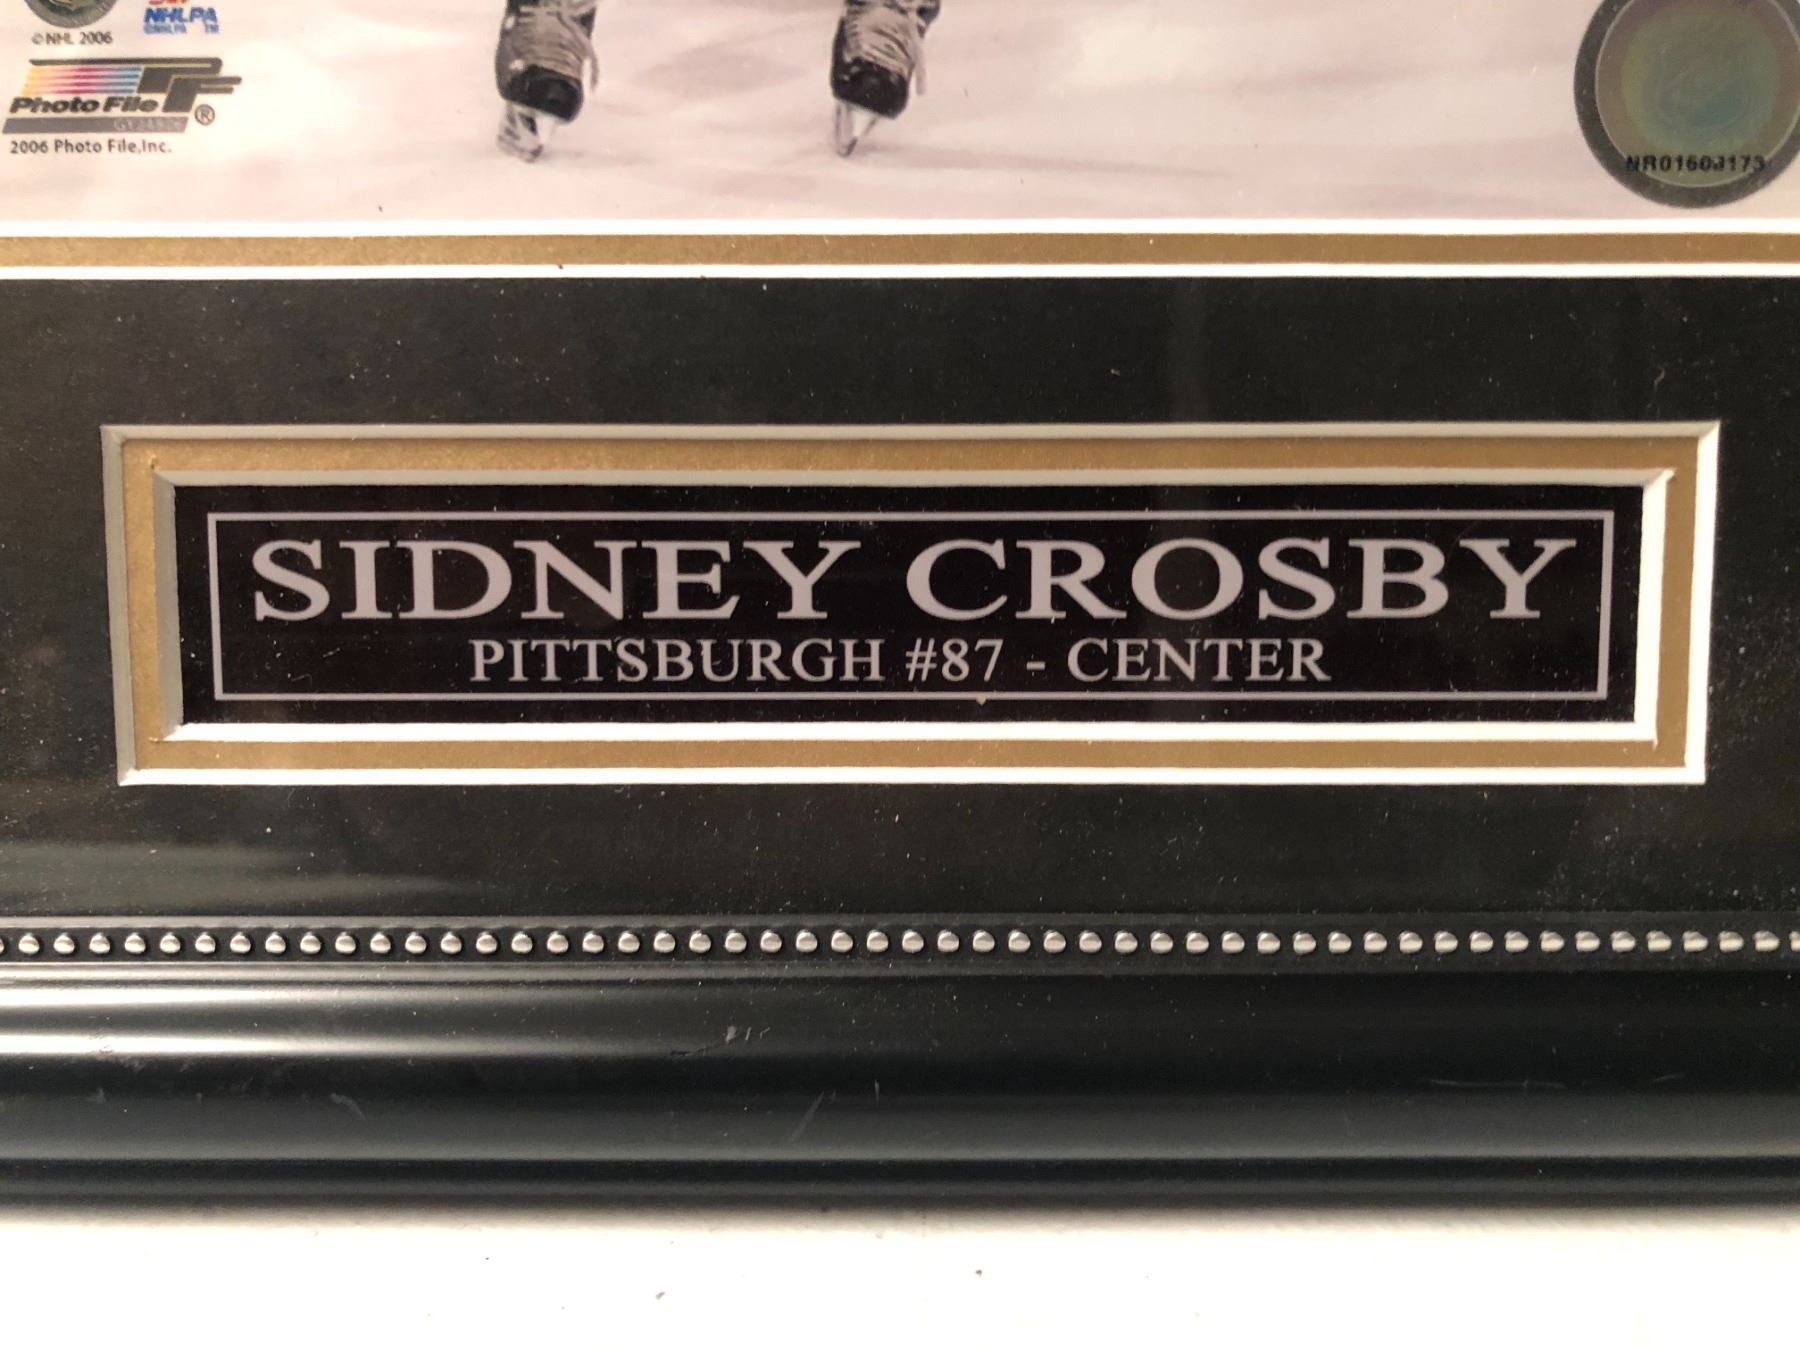 NHLPA
© NHL 2006
Photo File ®
2006 Photo File, Inc.
SIDNEY CROSBY
PITTSBURGH #87 - CENTER